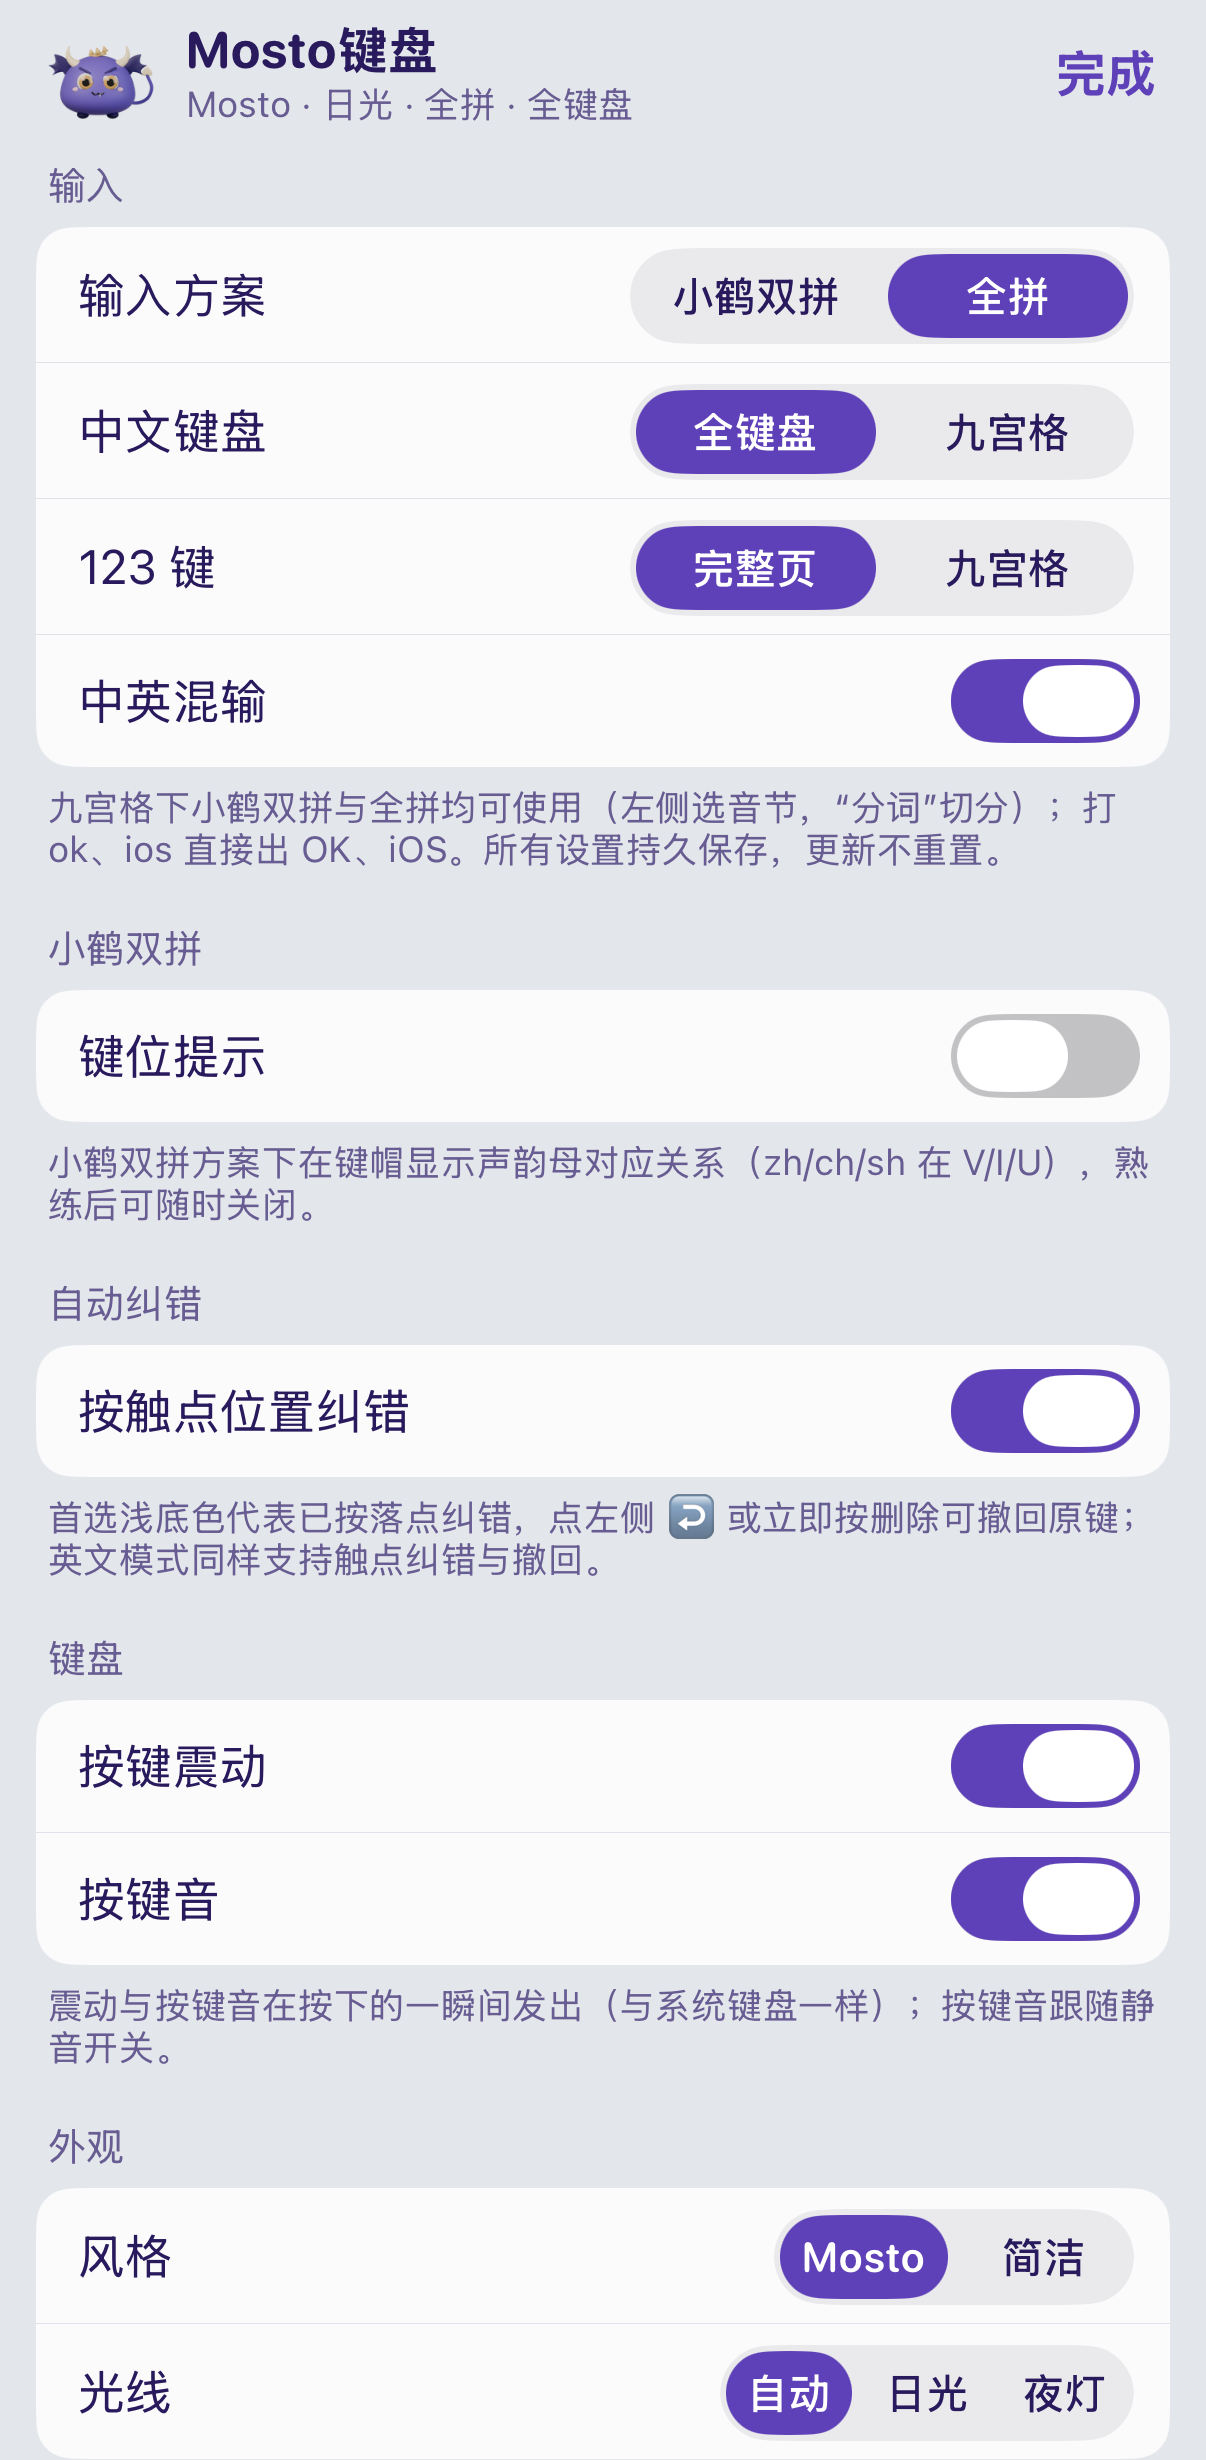 Mosto键盘
Mosto · 日光 · 全拼 · 全键盘
完成
输入
输入方案 小鹤双拼 全拼
中文键盘 全键盘 九宫格
123 键 完整页 九宫格
中英混输
九宫格下小鹤双拼与全拼均可使用（左侧选音节，“分词”切分）；打
ok、ios 直接出 OK、iOS。所有设置持久保存，更新不重置。
小鹤双拼
键位提示
小鹤双拼方案下在键帽显示声韵母对应关系（zh/ch/sh 在 V/I/U），熟
练后可随时关闭。
自动纠错
按触点位置纠错
首选浅底色代表已按落点纠错，点左侧 ↩️ 或立即按删除可撤回原键；
英文模式同样支持触点纠错与撤回。
键盘
按键震动
按键音
震动与按键音在按下的一瞬间发出（与系统键盘一样）；按键音跟随静
音开关。
外观
风格 Mosto 简洁
光线 自动 日光 夜灯